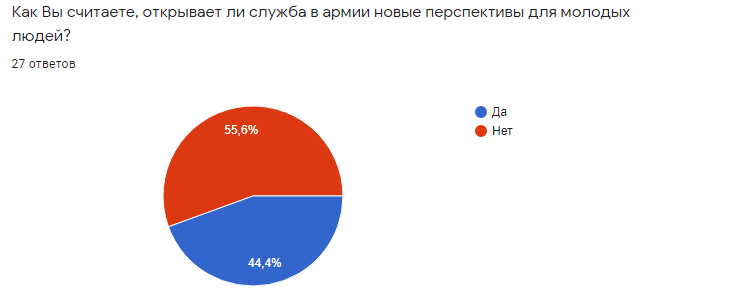 Как Вы считаете, открывает ли служба в армии новые перспективы для молодых
людей?
27 ответов
55,6%
44,4%
Да
Нет